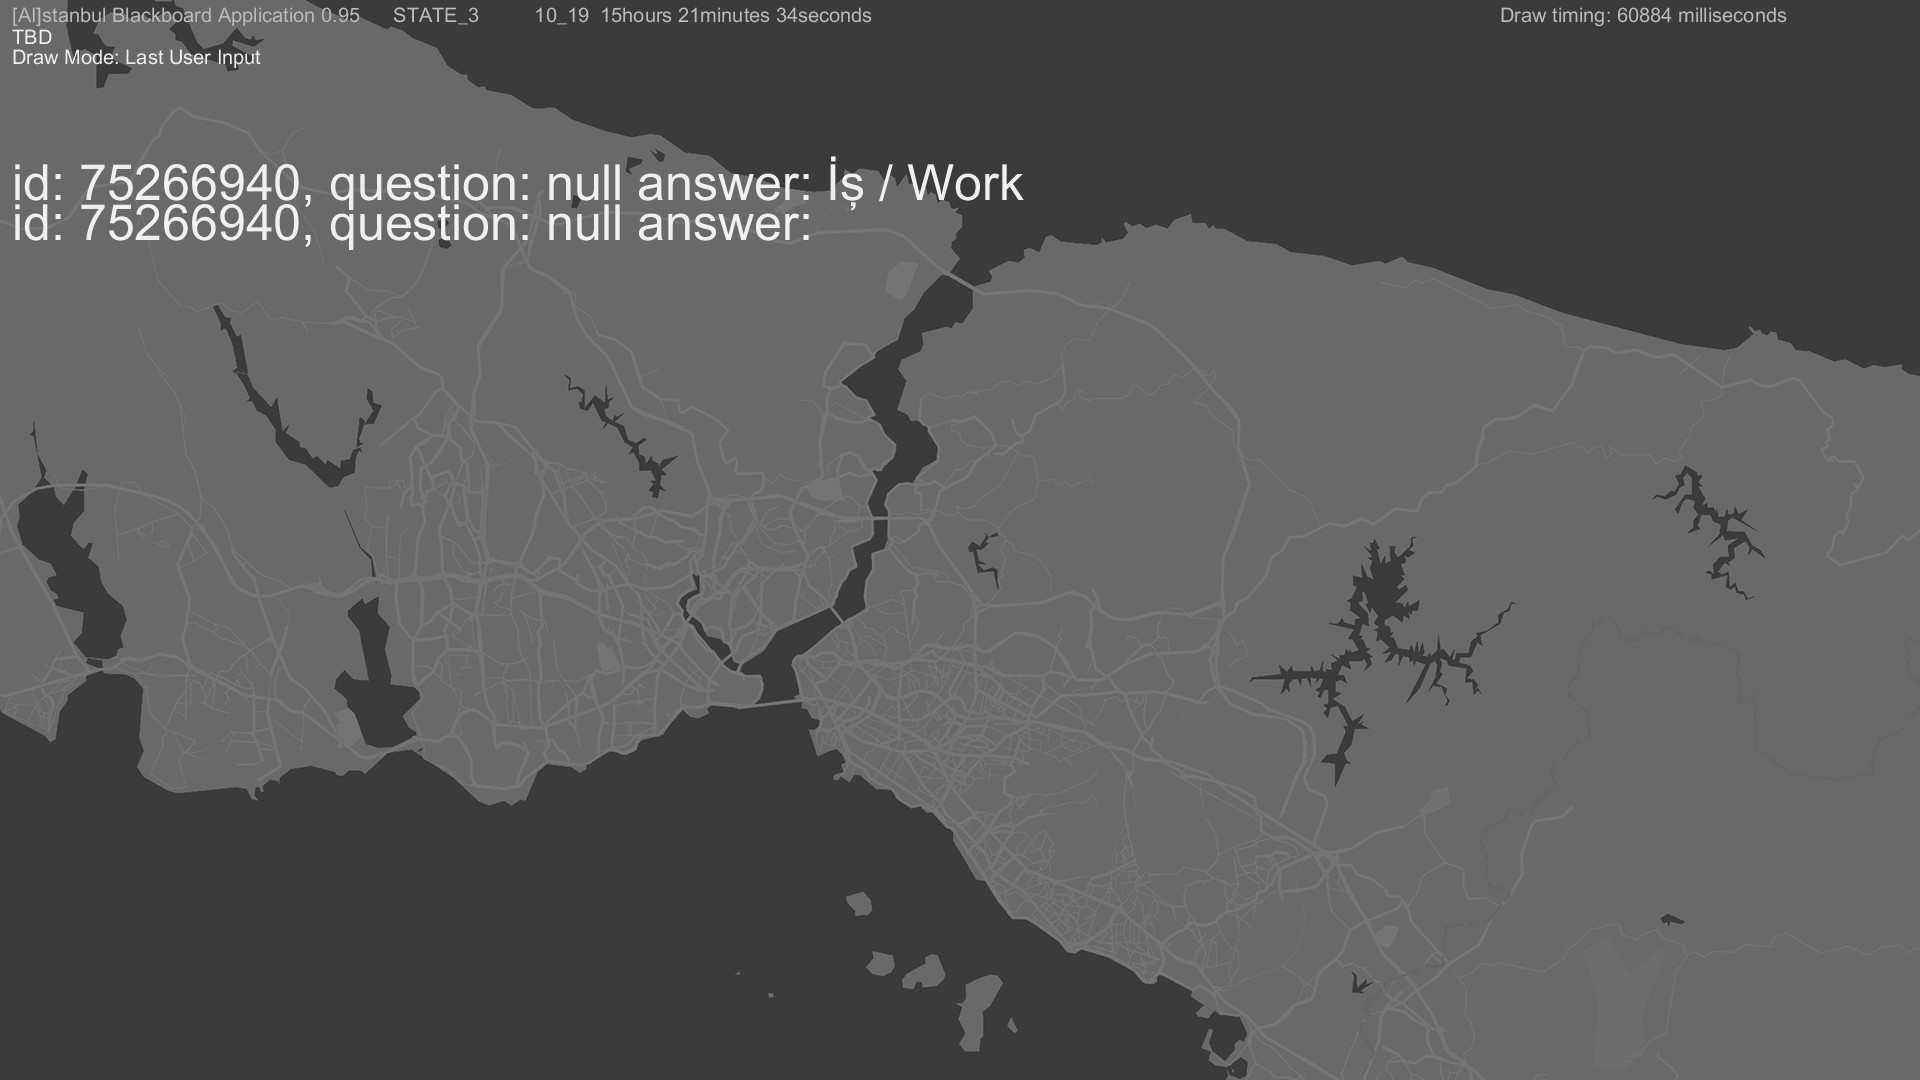 [AI]stanbul Blackboard Application 0.95 STATE_3 10_19 15hours 21minutes 34seconds Draw timing: 60884 milliseconds
TBD
Draw Mode: Last User Input
id: 75266940, question: null answer: İş / Work
id: 75266940, question: null answer: